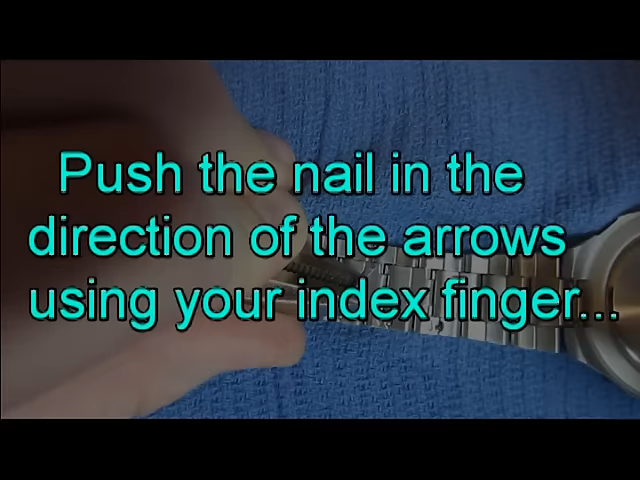 Push the nail in the
direction of the arrows
using your index finger...